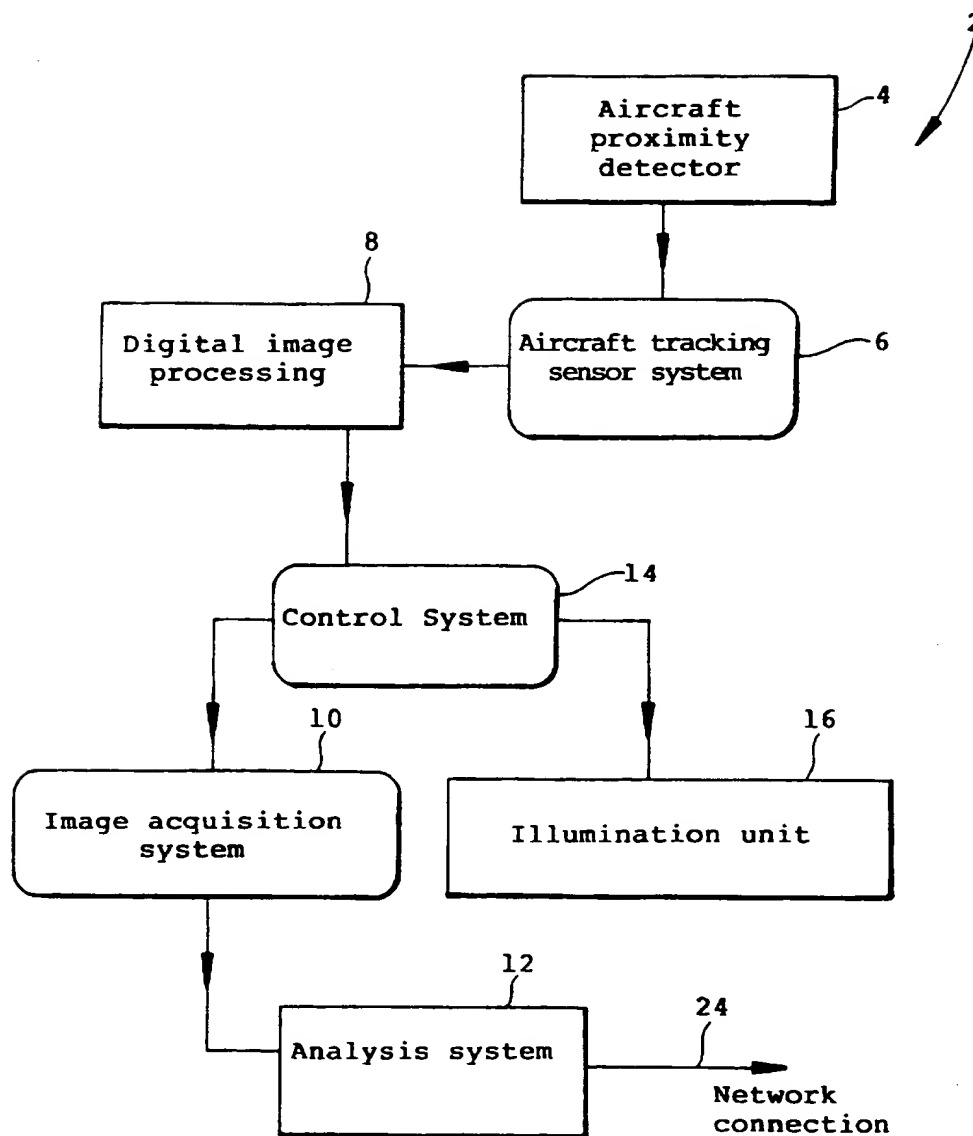 2
Aircraft
proximity
detector
4
8
Digital image
processing
Aircraft tracking
sensor system
6
Control System
14
10
Image acquisition
system
16
Illumination unit
12
Analysis system
24
Network
connection